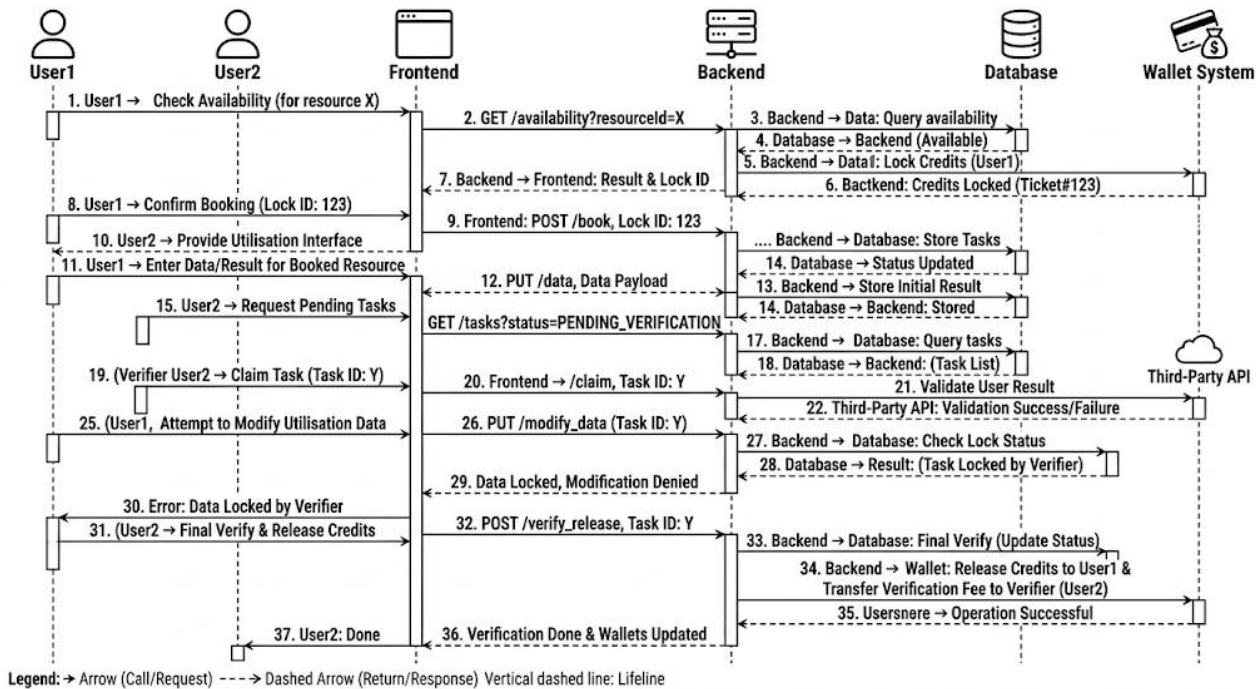 User1 User2 Frontend Backend Database Wallet System
1. User1 → Check Availability (for resource X)
2. GET /availability?resourceId=X
3. Backend → Data: Query availability
4. Database → Backend (Available)
5. Backend → Data1: Lock Credits (User1)
6. Bactkend: Credits Locked (Ticket#123)
7. Backend → Frontend: Result & Lock ID
8. User1 → Confirm Booking (Lock ID: 123)
9. Frontend: POST /book, Lock ID: 123
10. User2 → Provide Utilisation Interface
.... Backend → Database: Store Tasks
14. Database → Status Updated
11. User1 → Enter Data/Result for Booked Resource
12. PUT /data, Data Payload
13. Backend → Store Initial Result
14. Database → Backend: Stored
15. User2 → Request Pending Tasks
GET /tasks?status=PENDING_VERIFICATION
17. Backend → Database: Query tasks
18. Database → Backend: (Task List)
Third-Party API
19. (Verifier User2 → Claim Task (Task ID: Y)
20. Frontend → /claim, Task ID: Y
21. Validate User Result
22. Third-Party API: Validation Success/Failure
25. (User1, Attempt to Modify Utilisation Data
26. PUT /modify_data (Task ID: Y)
27. Backend → Database: Check Lock Status
28. Database → Result: (Task Locked by Verifier)
29. Data Locked, Modification Denied
30. Error: Data Locked by Verifier
31. (User2 → Final Verify & Release Credits
32. POST /verify_release, Task ID: Y
33. Backend → Database: Final Verify (Update Status)
34. Backend → Wallet: Release Credits to User1 &
Transfer Verification Fee to Verifier (User2)
35. Usersnere → Operation Successful
36. Verification Done & Wallets Updated
37. User2: Done
Legend: → Arrow (Call/Request) ----→ Dashed Arrow (Return/Response) Vertical dashed line: Lifeline